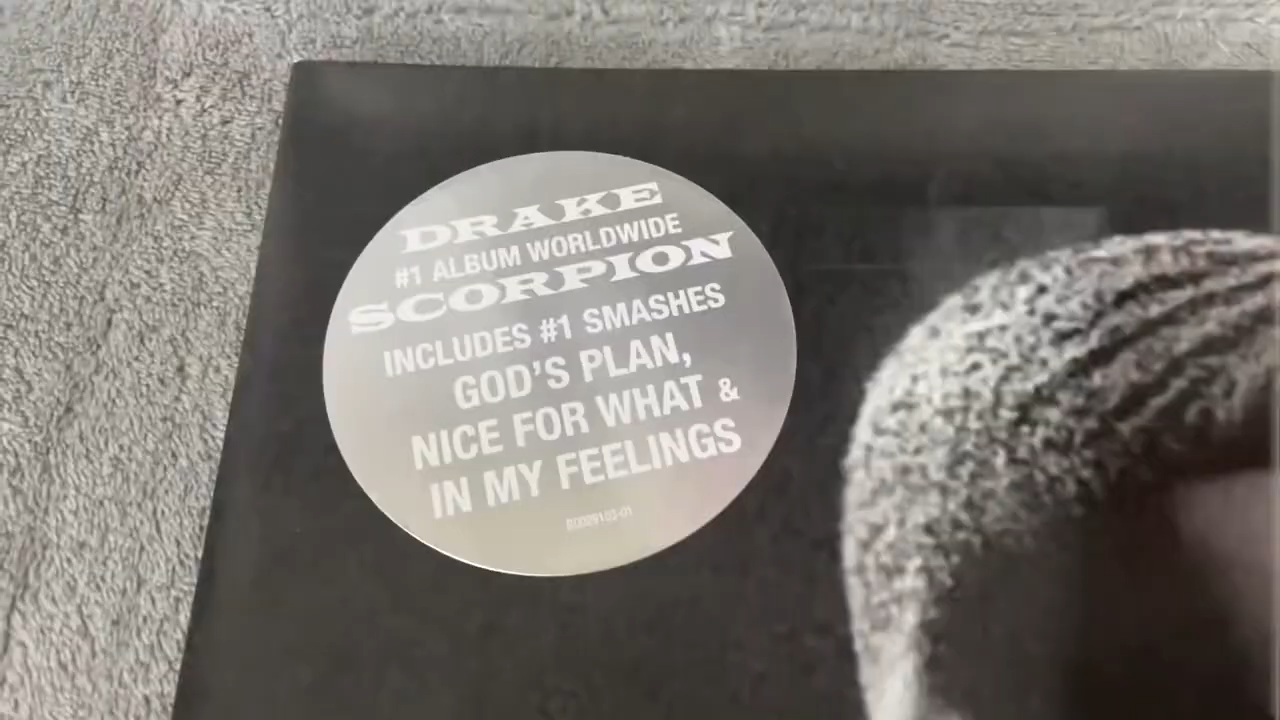 DRAKE
#1 ALBUM WORLDWIDE
SCORPION
INCLUDES #1 SMASHES
GOD'S PLAN,
NICE FOR WHAT &
IN MY FEELINGS